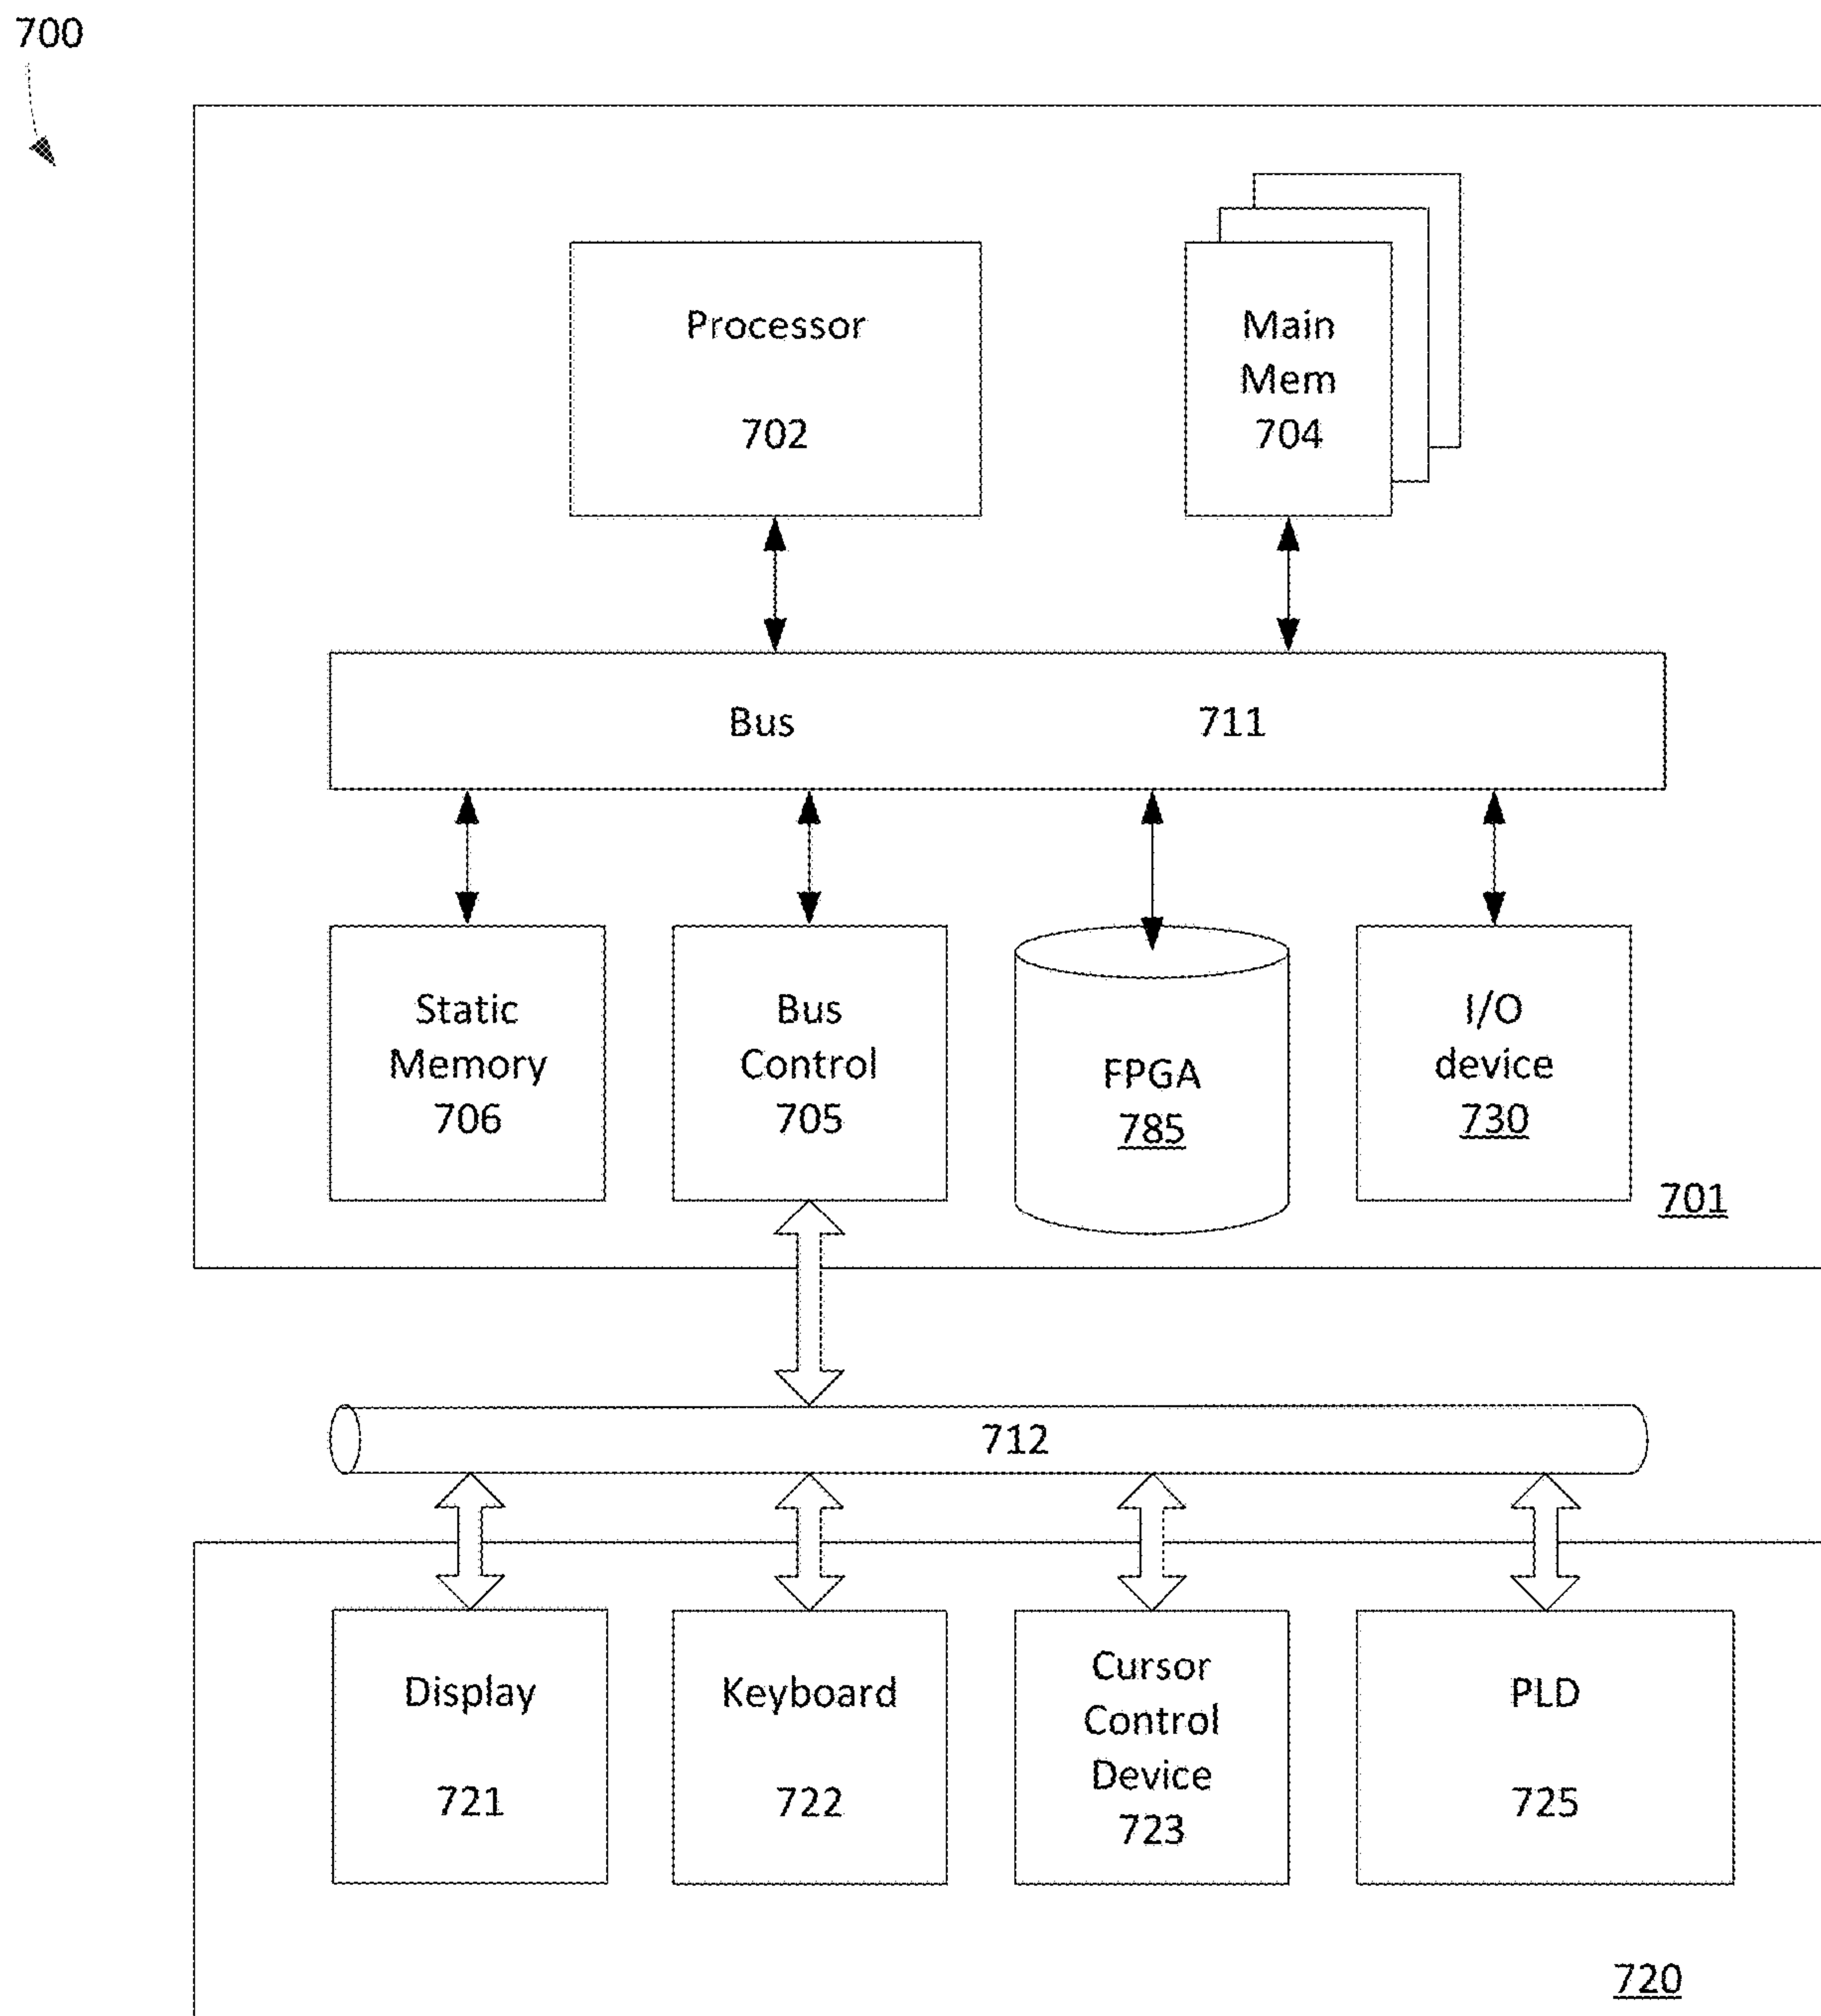 700
Processor
702
Main
Mem
704
Bus 711
Static
Memory
706
Bus
Control
705
FPGA
785
I/O
device
730
701
712
Display
721
Keyboard
722
Cursor
Control
Device
723
PLD
725
720